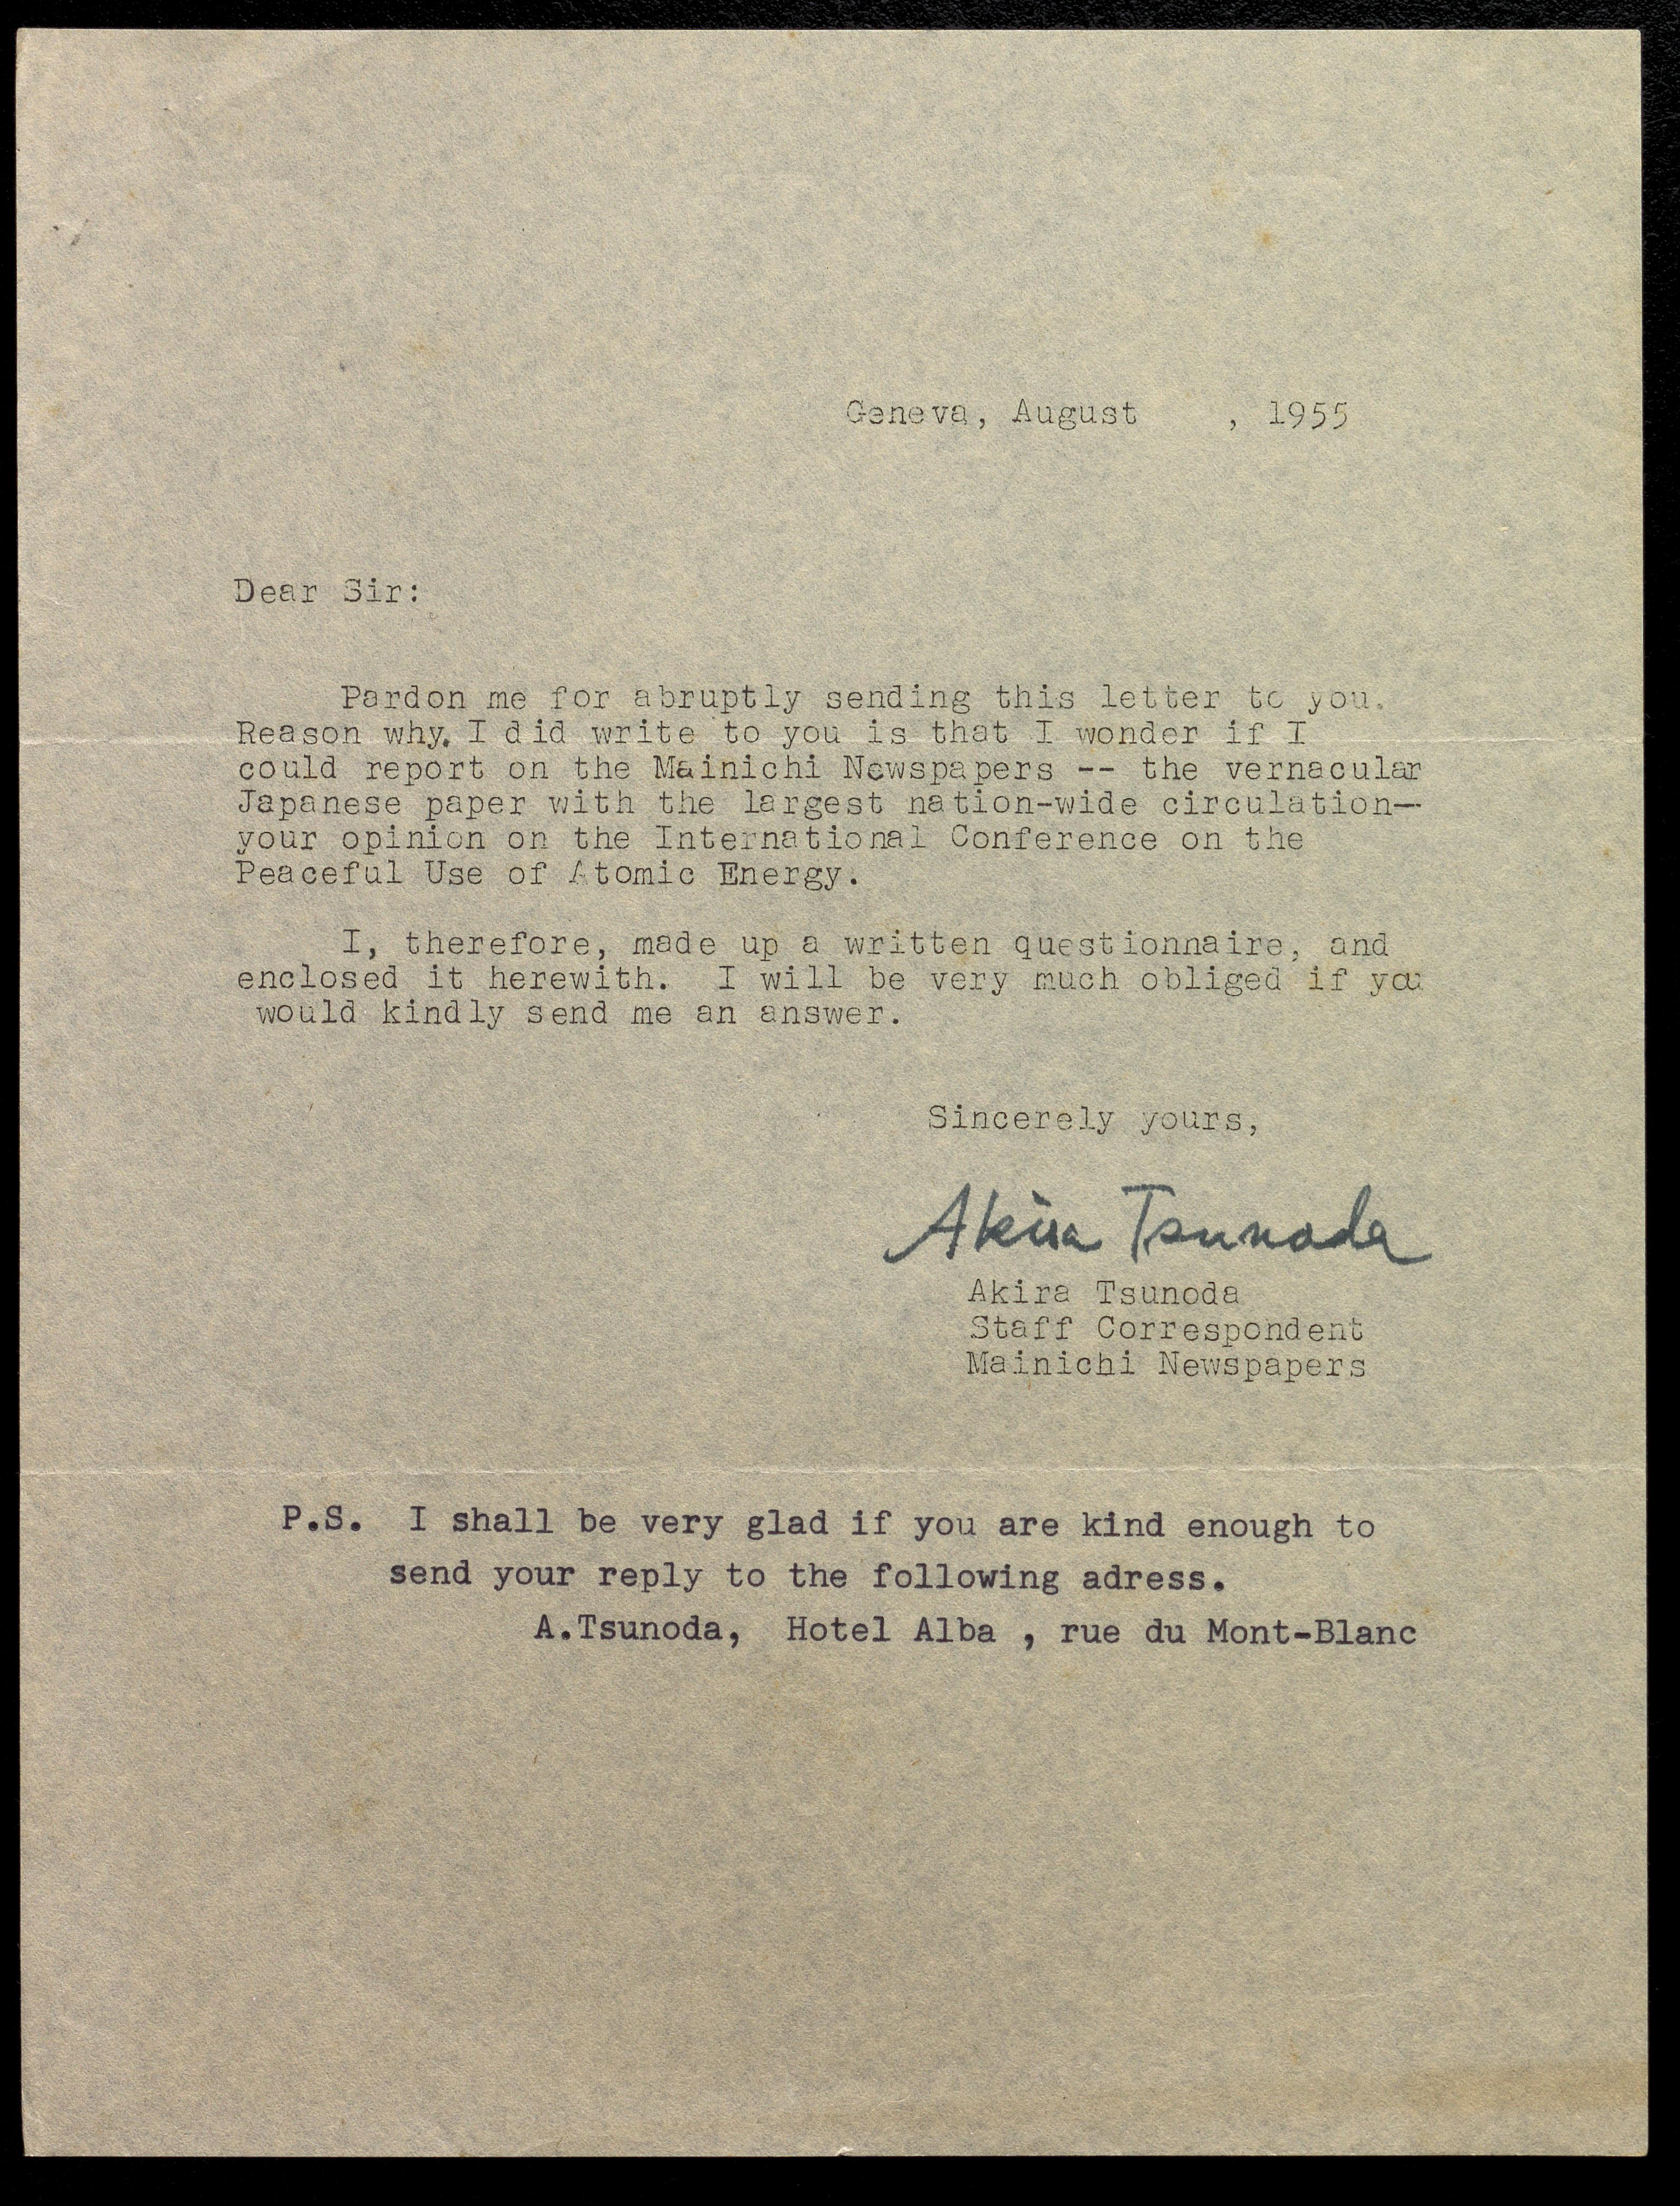 Geneva, August , 1955
Dear Sir:
Pardon me for abruptly sending this letter to you.
Reason why. I did write to you is that I wonder if I
could report on the Mainichi Newspapers -- the vernacular
Japanese paper with the largest nation-wide circulation—
your opinion on the International Conference on the
Peaceful Use of Atomic Energy.
I, therefore, made up a written questionnaire, and
enclosed it herewith. I will be very much obliged if you
would kindly send me an answer.
Sincerely yours,
Akira Tsunoda
Akira Tsunoda
Staff Correspondent
Mainichi Newspapers
P.S. I shall be very glad if you are kind enough to
send your reply to the following adress.
A.Tsunoda, Hotel Alba , rue du Mont-Blanc